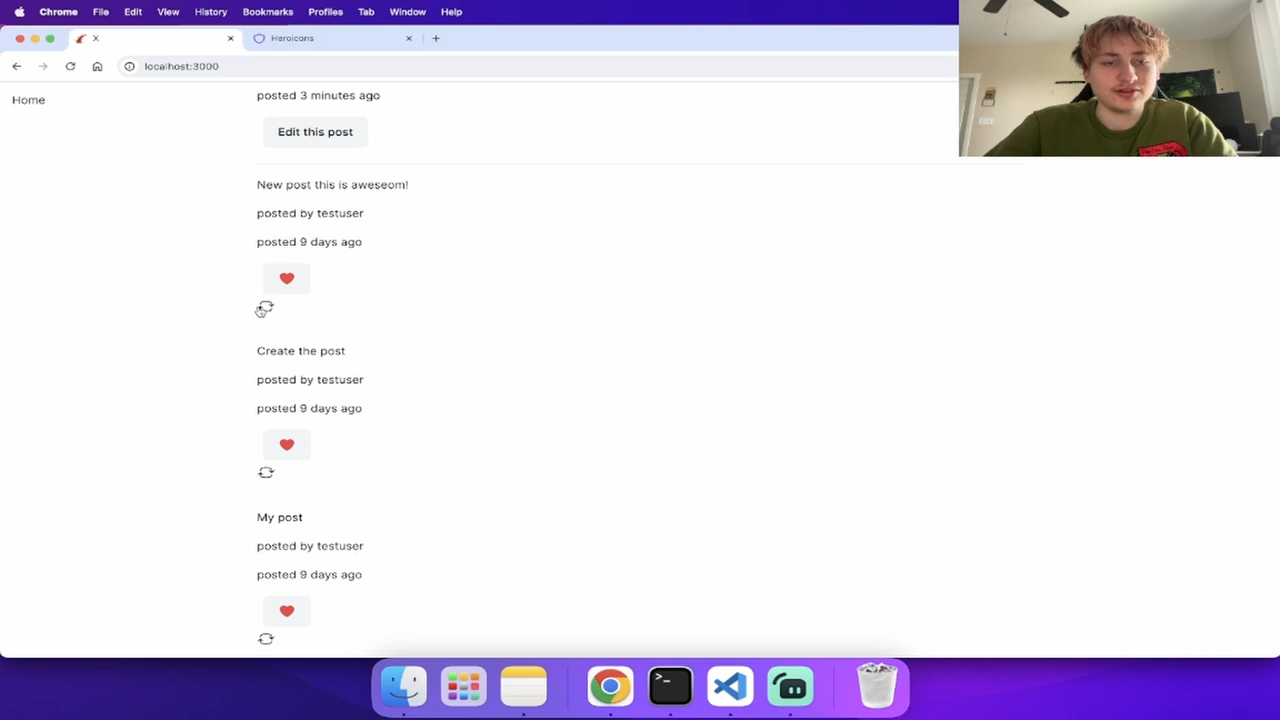 Chrome File Edit View History Bookmarks Profiles Tab Window Help
X
Heroicons
localhost:3000
Home
posted 3 minutes ago
Edit this post
New post this is aweseom!
posted by testuser
posted 9 days ago
Create the post
posted by testuser
posted 9 days ago
My post
posted by testuser
posted 9 days ago